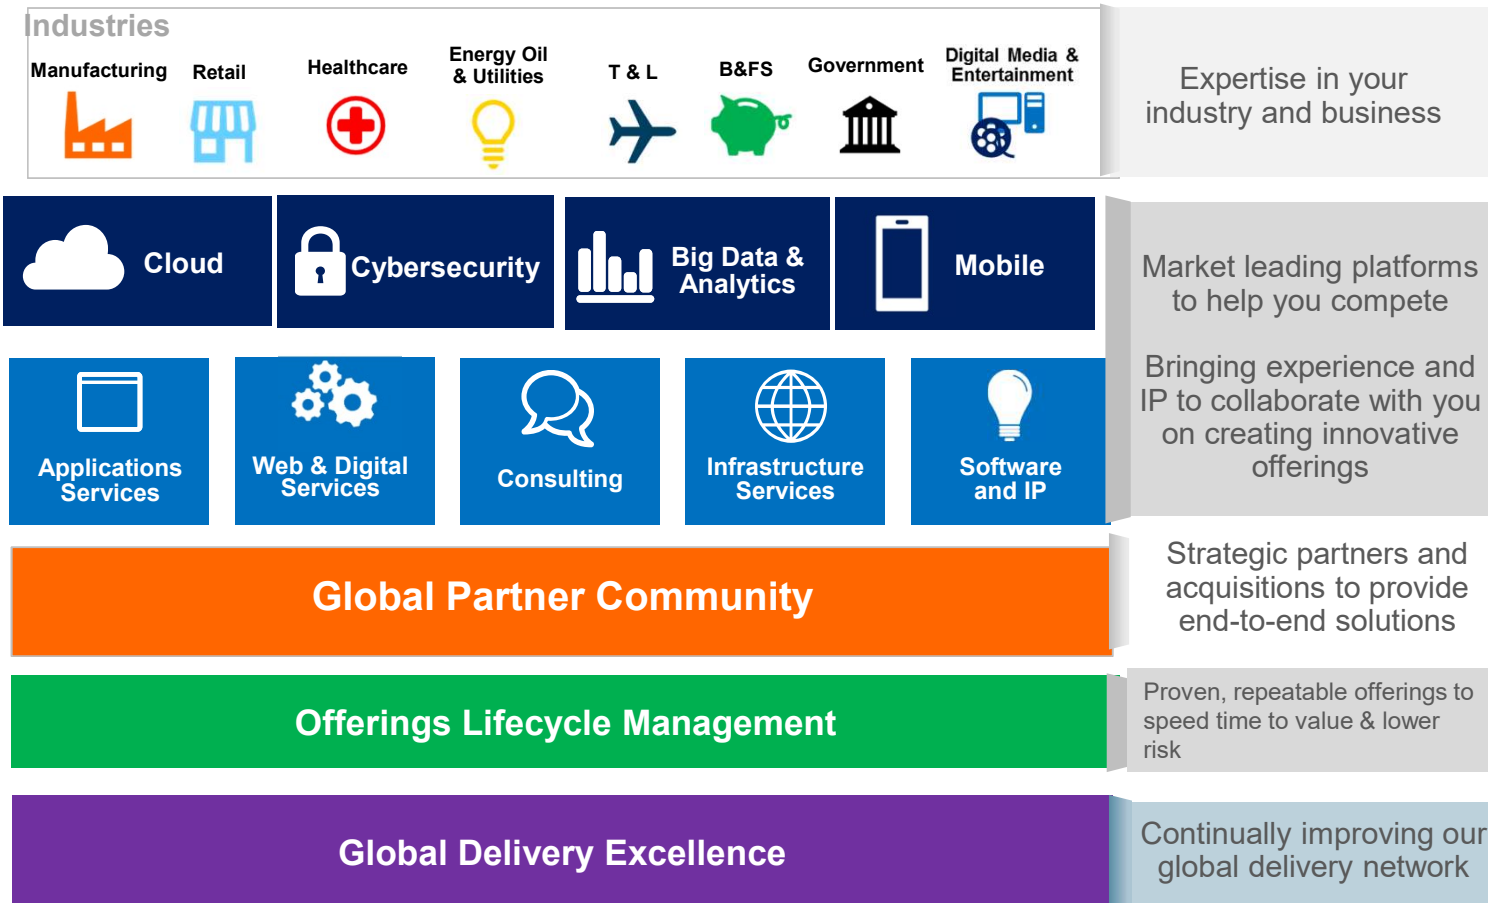 Industries
Manufacturing
Retail
Healthcare
Energy Oil
& Utilities
T & L
B&FS
Government
Digital Media &
Entertainment
Expertise in your
industry and business
Cloud
Cybersecurity
Big Data &
Analytics
Mobile
Market leading platforms
to help you compete
Bringing experience and
IP to collaborate with you
on creating innovative
offerings
Applications
Services
Web & Digital
Services
Consulting
Infrastructure
Services
Software
and IP
Global Partner Community
Strategic partners and
acquisitions to provide
end-to-end solutions
Offerings Lifecycle Management
Proven, repeatable offerings to
speed time to value & lower
risk
Global Delivery Excellence
Continually improving our
global delivery network